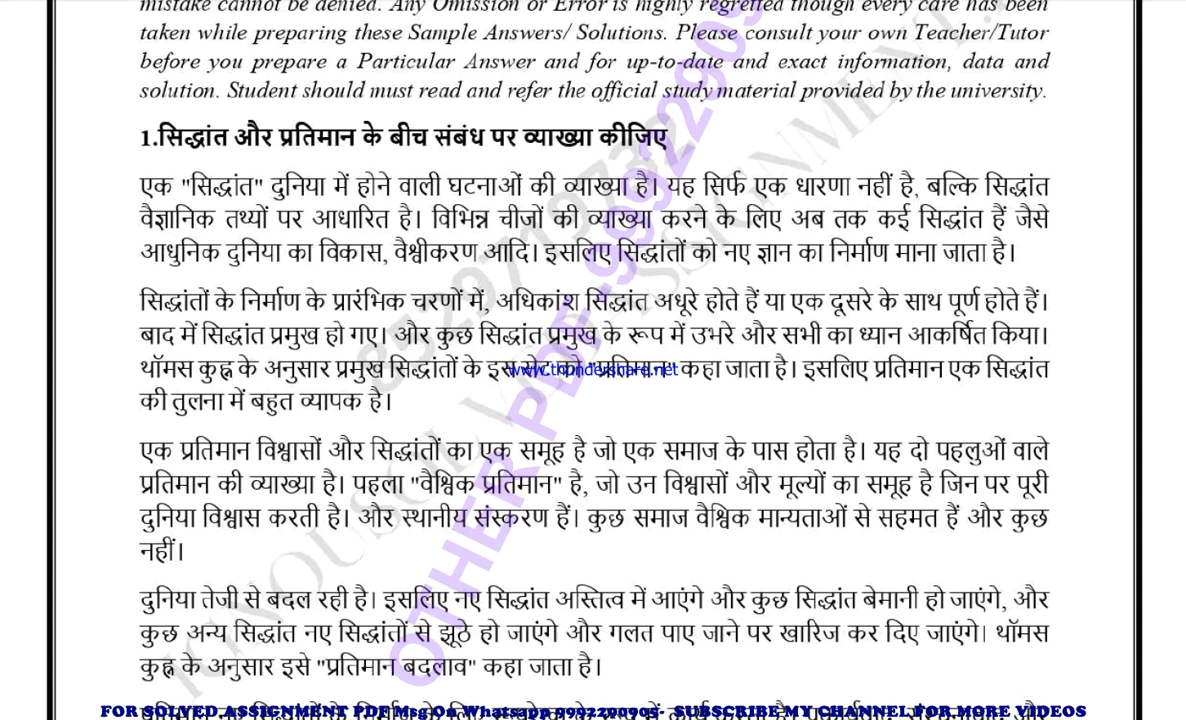 mistake cannot be denied. Any Omission or Error is highly regretted though every care has been
taken while preparing these Sample Answers/ Solutions. Please consult your own Teacher/Tutor
before you prepare a Particular Answer and for up-to-date and exact information, data and
solution. Student should must read and refer the official study material provided by the university.
1.सिद्धांत और प्रतिमान के बीच संबंध पर व्याख्या कीजिए
एक "सिद्धांत" दुनिया में होने वाली घटनाओं की व्याख्या है। यह सिर्फ एक धारणा नहीं है, बल्कि सिद्धांत
वैज्ञानिक तथ्यों पर आधारित है। विभिन्न चीजों की व्याख्या करने के लिए अब तक कई सिद्धांत हैं जैसे
आधुनिक दुनिया का विकास, वैश्वीकरण आदि। इसलिए सिद्धांतों को नए ज्ञान का निर्माण माना जाता है।
सिद्धांतों के निर्माण के प्रारंभिक चरणों में, अधिकांश सिद्धांत अधूरे होते हैं या एक दूसरे के साथ पूर्ण होते हैं।
बाद में सिद्धांत प्रमुख हो गए। और कुछ सिद्धांत प्रमुख के रूप में उभरे और सभी का ध्यान आकर्षित किया।
थॉमस कुह्न के अनुसार प्रमुख सिद्धांतों के इस www.thundershare.net कहा जाता है। इसलिए प्रतिमान एक सिद्धांत
की तुलना में बहुत व्यापक है।
एक प्रतिमान विश्वासों और सिद्धांतों का एक समूह है जो एक समाज के पास होता है। यह दो पहलुओं वाले
प्रतिमान की व्याख्या है। पहला "वैश्विक प्रतिमान" है, जो उन विश्वासों और मूल्यों का समूह है जिन पर पूरी
दुनिया विश्वास करती है। और स्थानीय संस्करण हैं। कुछ समाज वैश्विक मान्यताओं से सहमत हैं और कुछ
नहीं।
दुनिया तेजी से बदल रही है। इसलिए नए सिद्धांत अस्तित्व में आएंगे और कुछ सिद्धांत बेमानी हो जाएंगे, और
कुछ अन्य सिद्धांत नए सिद्धांतों से झूठे हो जाएंगे और गलत पाए जाने पर खारिज कर दिए जाएंगे। थॉमस
कुह्न के अनुसार इसे "प्रतिमान बदलाव" कहा जाता है।
FOR SOLVED ASSIGNMENT PDF Msg On Whatsapp 9992290905- SUBSCRIBE MY CHANNEL FOR MORE VIDEOS
OTHER PDF-999229090